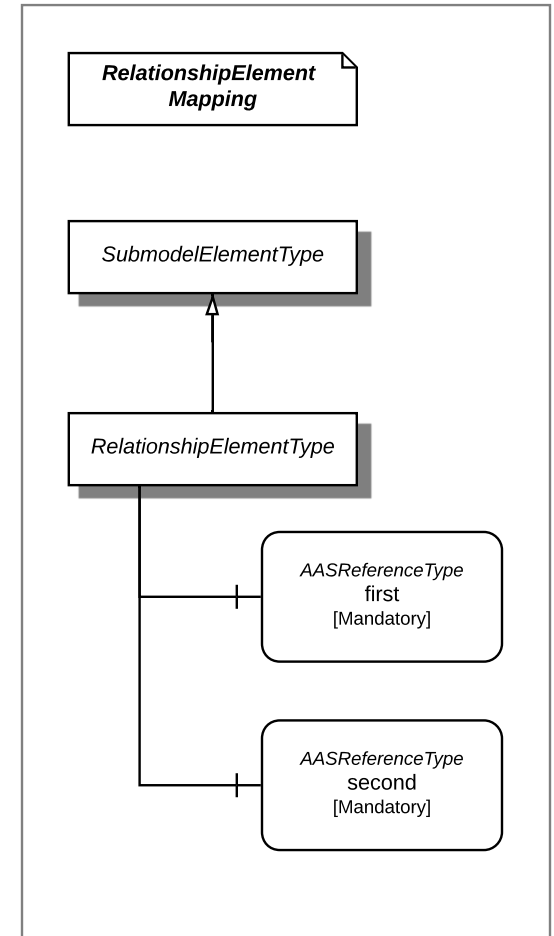 RelationshipElement
Mapping
SubmodelElementType
RelationshipElementType
AASReferenceType
first
[Mandatory]
AASReferenceType
second
[Mandatory]